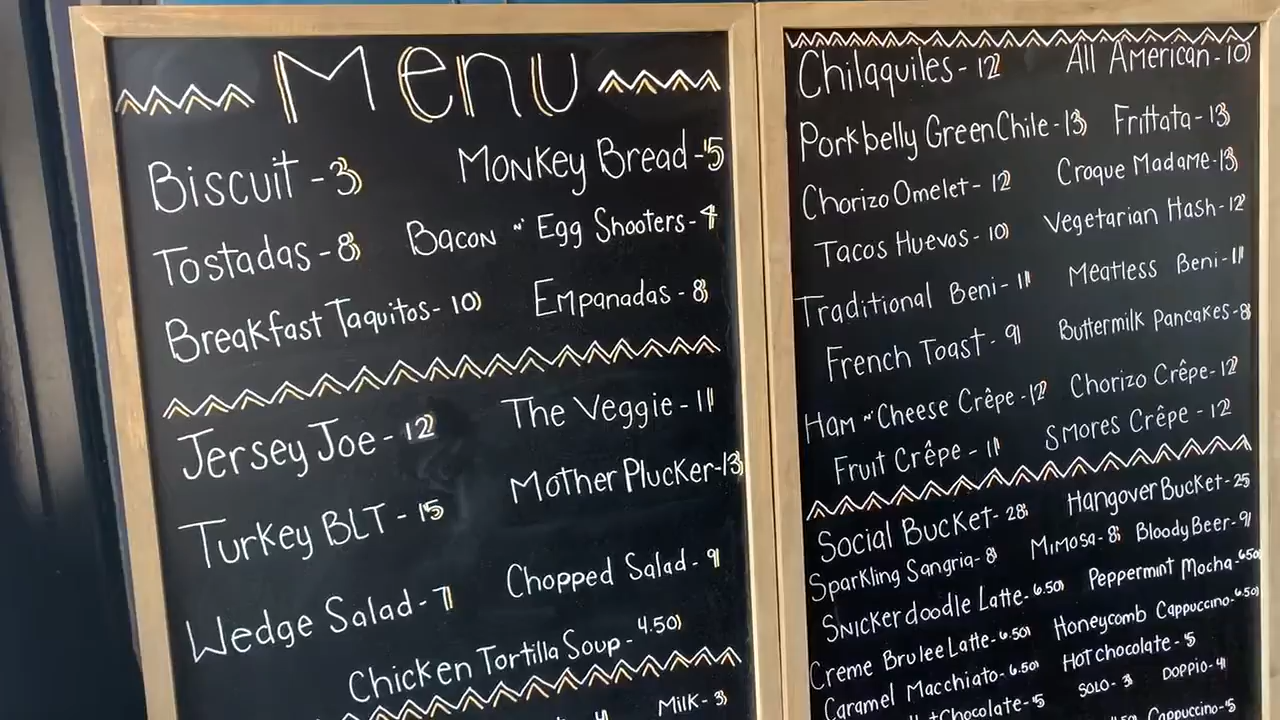 Menu
Biscuit - 3 Monkey Bread - 5
Tostadas - 8 Bacon n' Egg Shooters - 9
Breakfast Taquitos - 10 Empanadas - 8
Jersey Joe - 12 The Veggie - 11
Turkey BLT - 15 Mother Plucker - 13
Wedge Salad - 7 Chopped Salad - 9
Chicken Tortilla Soup - 4.50
Milk - 3
Chilaquiles - 12 All American - 10
Porkbelly Green Chile - 13 Frittata - 13
Chorizo Omelet - 12 Croque Madame - 13
Tacos Huevos - 10 Vegetarian Hash - 12
Traditional Beni - 11 Meatless Beni - 11
French Toast - 9 Buttermilk Pancakes - 8
Ham n' Cheese Crêpe - 12 Chorizo Crêpe - 12
Fruit Crêpe - 11 Smores Crêpe - 12
Social Bucket - 28 Hangover Bucket - 25
Sparkling Sangria - 8 Mimosa - 8 Bloody Beer - 9
Snickerdoodle Latte - 6.50 Peppermint Mocha - 6.50
Creme Brulee Latte - 6.50 Honeycomb Cappuccino - 6.50
Caramel Macchiato - 6.50 Hot chocolate - 5
Chocolate - 5 Solo - 3 Doppio - 4
Cappuccino - 5